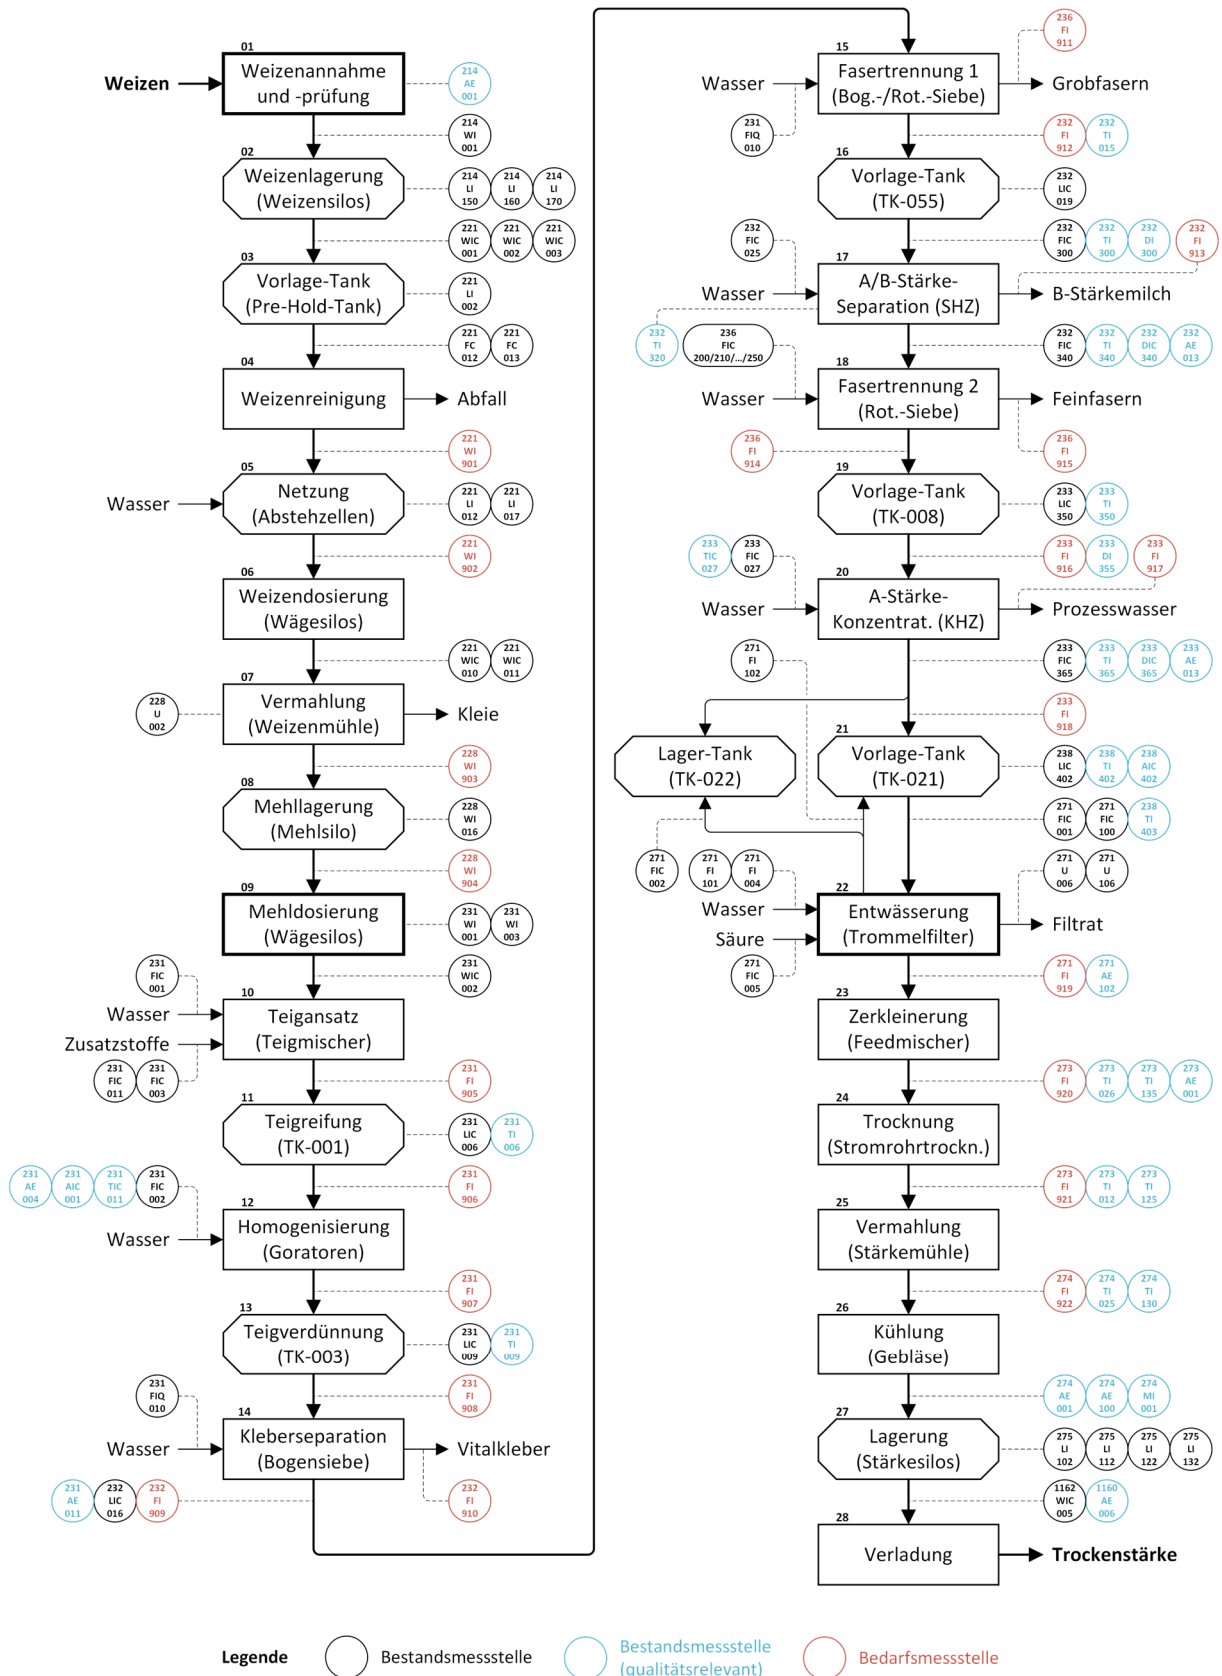 01
Weizen
Weizenannahme
und -prüfung
214
AE
001
214
WI
001
02
Weizenlagerung
(Weizensilos)
214
LI
150
214
LI
160
214
LI
170
221
WIC
001
221
WIC
002
221
WIC
003
03
Vorlage-Tank
(Pre-Hold-Tank)
221
LI
002
221
FC
012
221
FC
013
04
Weizenreinigung
Abfall
221
WI
901
05
Wasser
Netzung
(Abstehzellen)
221
LI
012
221
LI
017
221
WI
902
06
Weizendosierung
(Wägesilos)
221
WIC
010
221
WIC
011
07
228
U
002
Vermahlung
(Weizenmühle)
Kleie
228
WI
903
08
Mehllagerung
(Mehlsilo)
228
WI
016
228
WI
904
09
Mehldosierung
(Wägesilos)
231
WI
001
231
WI
003
231
FIC
001
231
WIC
002
10
Wasser
Zusatzstoffe
Teigansatz
(Teigmischer)
231
FIC
011
231
FIC
003
231
FI
905
11
Teigreifung
(TK-001)
231
LIC
006
231
TI
006
231
AE
004
231
AIC
001
231
TIC
011
231
FIC
002
231
FI
906
12
Wasser
Homogenisierung
(Goratoren)
231
FI
907
13
Teigverdünnung
(TK-003)
231
LIC
009
231
TI
009
231
FIQ
010
231
FI
908
14
Wasser
Kleberseparation
(Bogensiebe)
Vitalkleber
231
AE
011
232
LIC
016
232
FI
909
232
FI
910
236
FI
911
15
Wasser
Fasertrennung 1
(Bog.-/Rot.-Siebe)
Grobfasern
231
FIQ
010
232
FI
912
232
TI
015
16
Vorlage-Tank
(TK-055)
232
LIC
019
232
FIC
025
232
FIC
300
232
TI
300
232
DI
300
232
FI
913
17
Wasser
A/B-Stärke-
Separation (SHZ)
B-Stärkemilch
232
TI
320
236
FIC
200/210/.../250
232
FIC
340
232
TI
340
232
DIC
340
232
AE
013
18
Wasser
Fasertrennung 2
(Rot.-Siebe)
Feinfasern
236
FI
914
236
FI
915
19
Vorlage-Tank
(TK-008)
233
LIC
350
233
TI
350
233
TIC
027
233
FIC
027
233
FI
916
233
DI
355
233
FI
917
20
Wasser
A-Stärke-
Konzentrat. (KHZ)
Prozesswasser
271
FI
102
233
FIC
365
233
TI
365
233
DIC
365
233
AE
013
233
FI
918
21
Lager-Tank
(TK-022)
Vorlage-Tank
(TK-021)
238
LIC
402
238
TI
402
238
AIC
402
271
FIC
001
271
FIC
100
238
TI
403
271
FIC
002
271
FI
101
271
FI
004
271
U
006
271
U
106
22
Wasser
Säure
Entwässerung
(Trommelfilter)
Filtrat
271
FIC
005
271
FI
919
271
AE
102
23
Zerkleinerung
(Feedmischer)
273
FI
920
273
TI
026
273
TI
135
273
AE
001
24
Trocknung
(Stromrohrtrockn.)
273
FI
921
273
TI
012
273
TI
125
25
Vermahlung
(Stärkemühle)
274
FI
922
274
TI
025
274
TI
130
26
Kühlung
(Gebläse)
274
AE
001
274
AE
100
274
MI
001
27
Lagerung
(Stärkesilos)
275
LI
102
275
LI
112
275
LI
122
275
LI
132
1162
WIC
005
1160
AE
006
28
Verladung
Trockenstärke
Legende
Bestandsmessstelle
Bestandsmessstelle
(qualitätsrelevant)
Bedarfsmessstelle